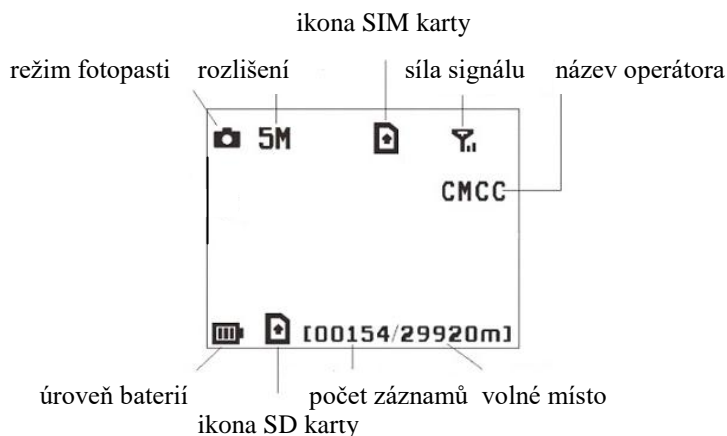 ikona SIM karty
režim fotopasti rozlišení síla signálu název operátora
5M
CMCC
[00154/29920m]
úroveň baterií počet záznamů volné místo
ikona SD karty